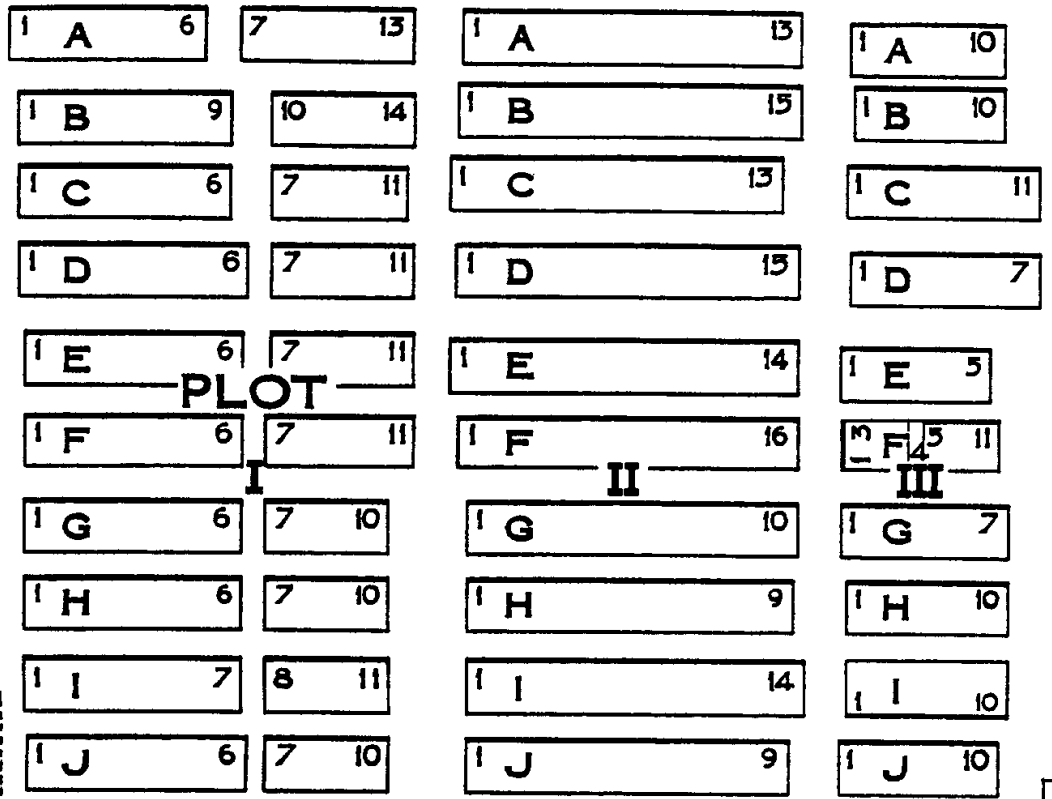 1 A 6 7 13 1 A 13 1 A 10
1 B 9 10 14 1 B 15 1 B 10
1 C 6 7 11 1 C 13 1 C 11
1 D 6 7 11 1 D 15 1 D 7
1 E 6 7 11 1 E 14 1 E 5
PLOT
1 F 6 7 11 1 F 16 1 3 F 4 5 11
I II III
1 G 6 7 10 1 G 10 1 G 7
1 H 6 7 10 1 H 9 1 H 10
1 I 7 8 11 1 I 14 1 I 10
1 J 6 7 10 1 J 9 1 J 10